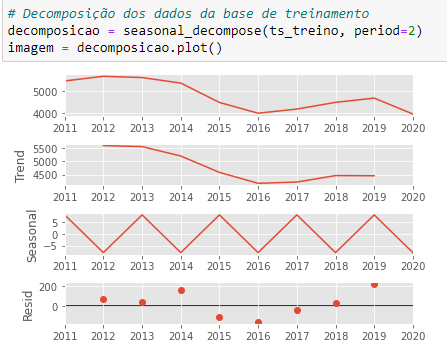 # Decomposição dos dados da base de treinamento
decomposicao = seasonal_decompose(ts_treino, period=2)
imagem = decomposicao.plot()
5000
4000
2011 2012 2013 2014 2015 2016 2017 2018 2019 2020
Trend
5500
5000
4500
2011 2012 2013 2014 2015 2016 2017 2018 2019 2020
Seasonal
5
0
−5
2011 2012 2013 2014 2015 2016 2017 2018 2019 2020
Resid
200
0
2011 2012 2013 2014 2015 2016 2017 2018 2019 2020